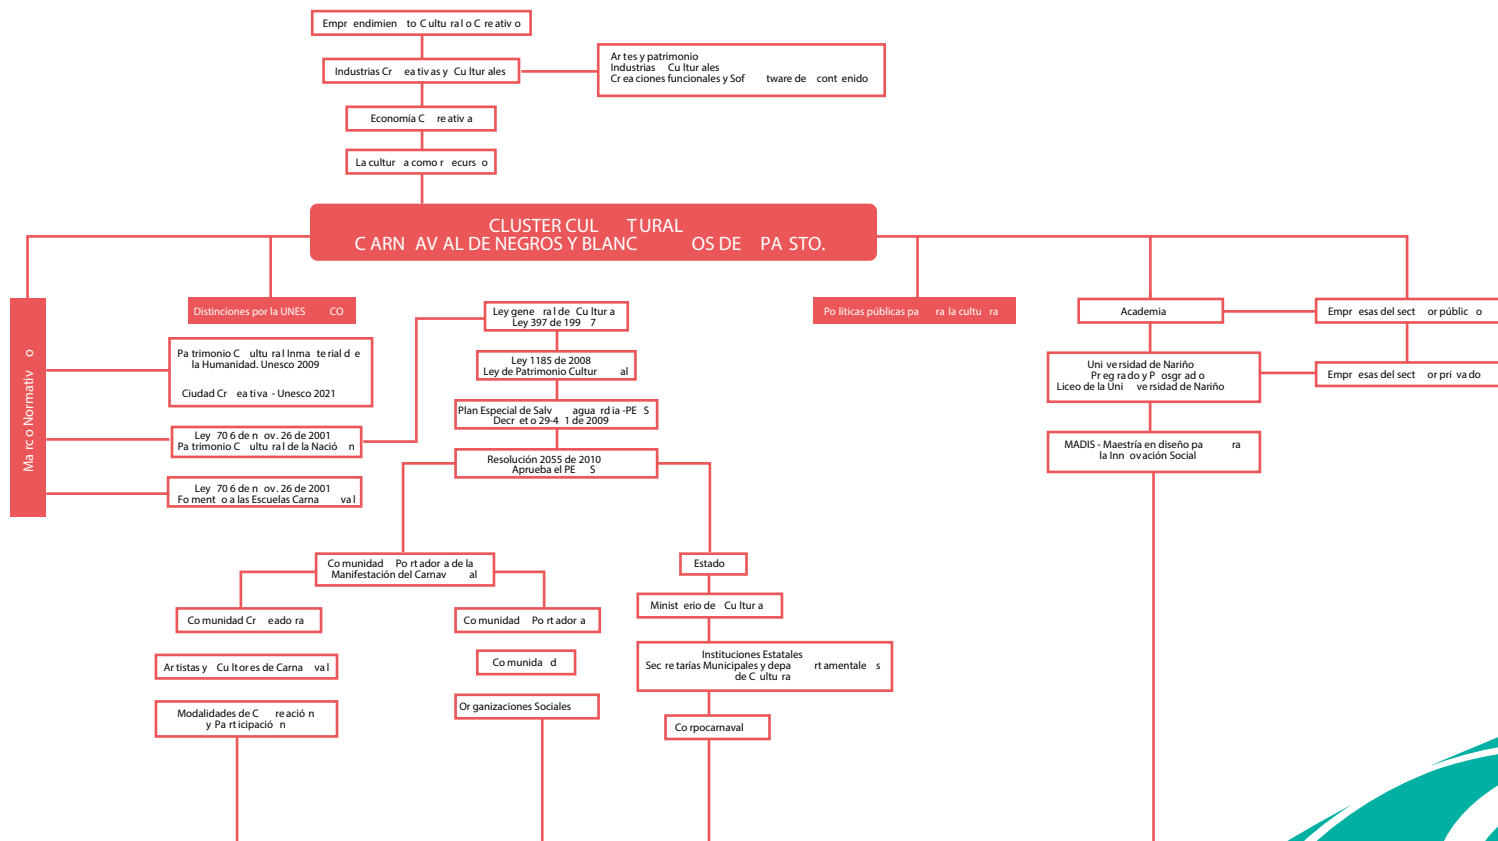 Emprendimiento Cultural o Creativo
Industrias Creativas y Culturales
Artes y patrimonio
Industrias Culturales
Creaciones funcionales y Software de contenido
Economía Creativa
La cultura como recurso
CLUSTER CULTURAL
CARNAVAL DE NEGROS Y BLANCOS DE PASTO.
Marco Normativo
Distinciones por la UNESCO
Patrimonio Cultural Inmaterial de
la Humanidad. Unesco 2009
Ciudad Creativa - Unesco 2021
Ley 706 de nov. 26 de 2001
Patrimonio Cultural de la Nación
Ley 706 de nov. 26 de 2001
Fomento a las Escuelas Carnaval
Ley general de Cultura
Ley 397 de 1997
Ley 1185 de 2008
Ley de Patrimonio Cultural
Plan Especial de Salvaguardia -PES
Decreto 29-41 de 2009
Resolución 2055 de 2010
Aprueba el PES
Comunidad Portadora de la
Manifestación del Carnaval
Comunidad Creadora
Artistas y Cultores de Carnaval
Modalidades de Creación
y Participación
Comunidad Portadora
Comunidad
Organizaciones Sociales
Estado
Ministerio de Cultura
Instituciones Estatales
Secretarías Municipales y departamentales
de Cultura
Corpocarnaval
Políticas públicas para la cultura
Academia
Universidad de Nariño
Pregrado y Posgrado
Liceo de la Universidad de Nariño
MADIS - Maestría en diseño para
la Innovación Social
Empresas del sector público
Empresas del sector privado